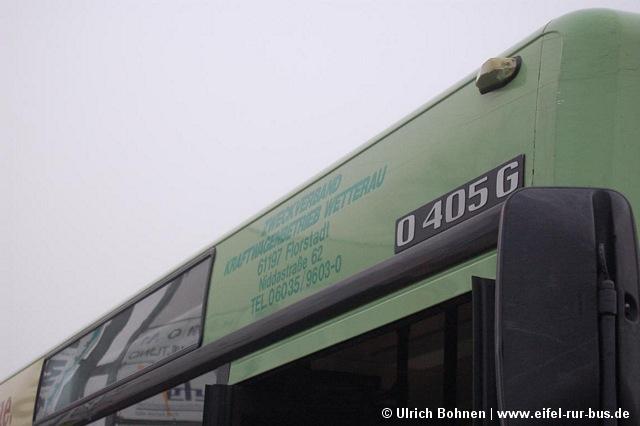 ZWECKVERBAND
KRAFTWAGENBETRIEB WETTERAU
61197 Florstadt
Niddastraße 62
TEL.06035/9603-0
O 405 G
© Ulrich Bohnen | www.eifel-rur-bus.de